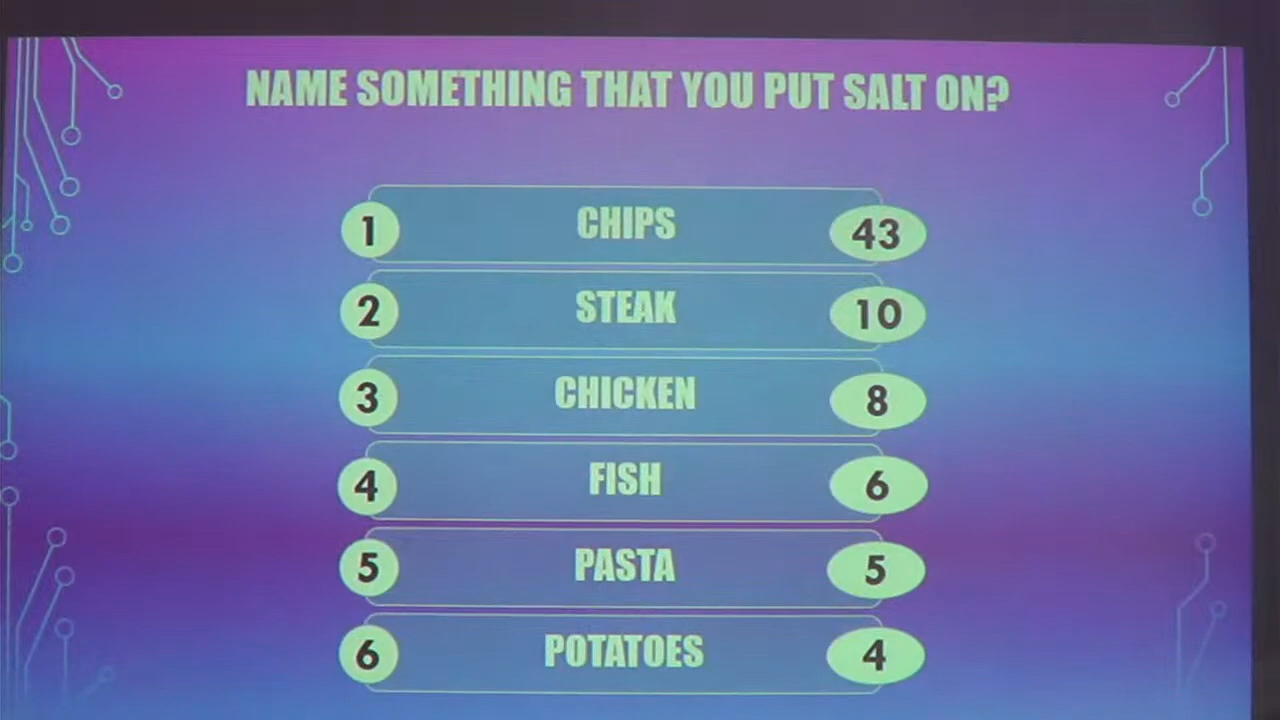 NAME SOMETHING THAT YOU PUT SALT ON?
1 CHIPS 43
2 STEAK 10
3 CHICKEN 8
4 FISH 6
5 PASTA 5
6 POTATOES 4